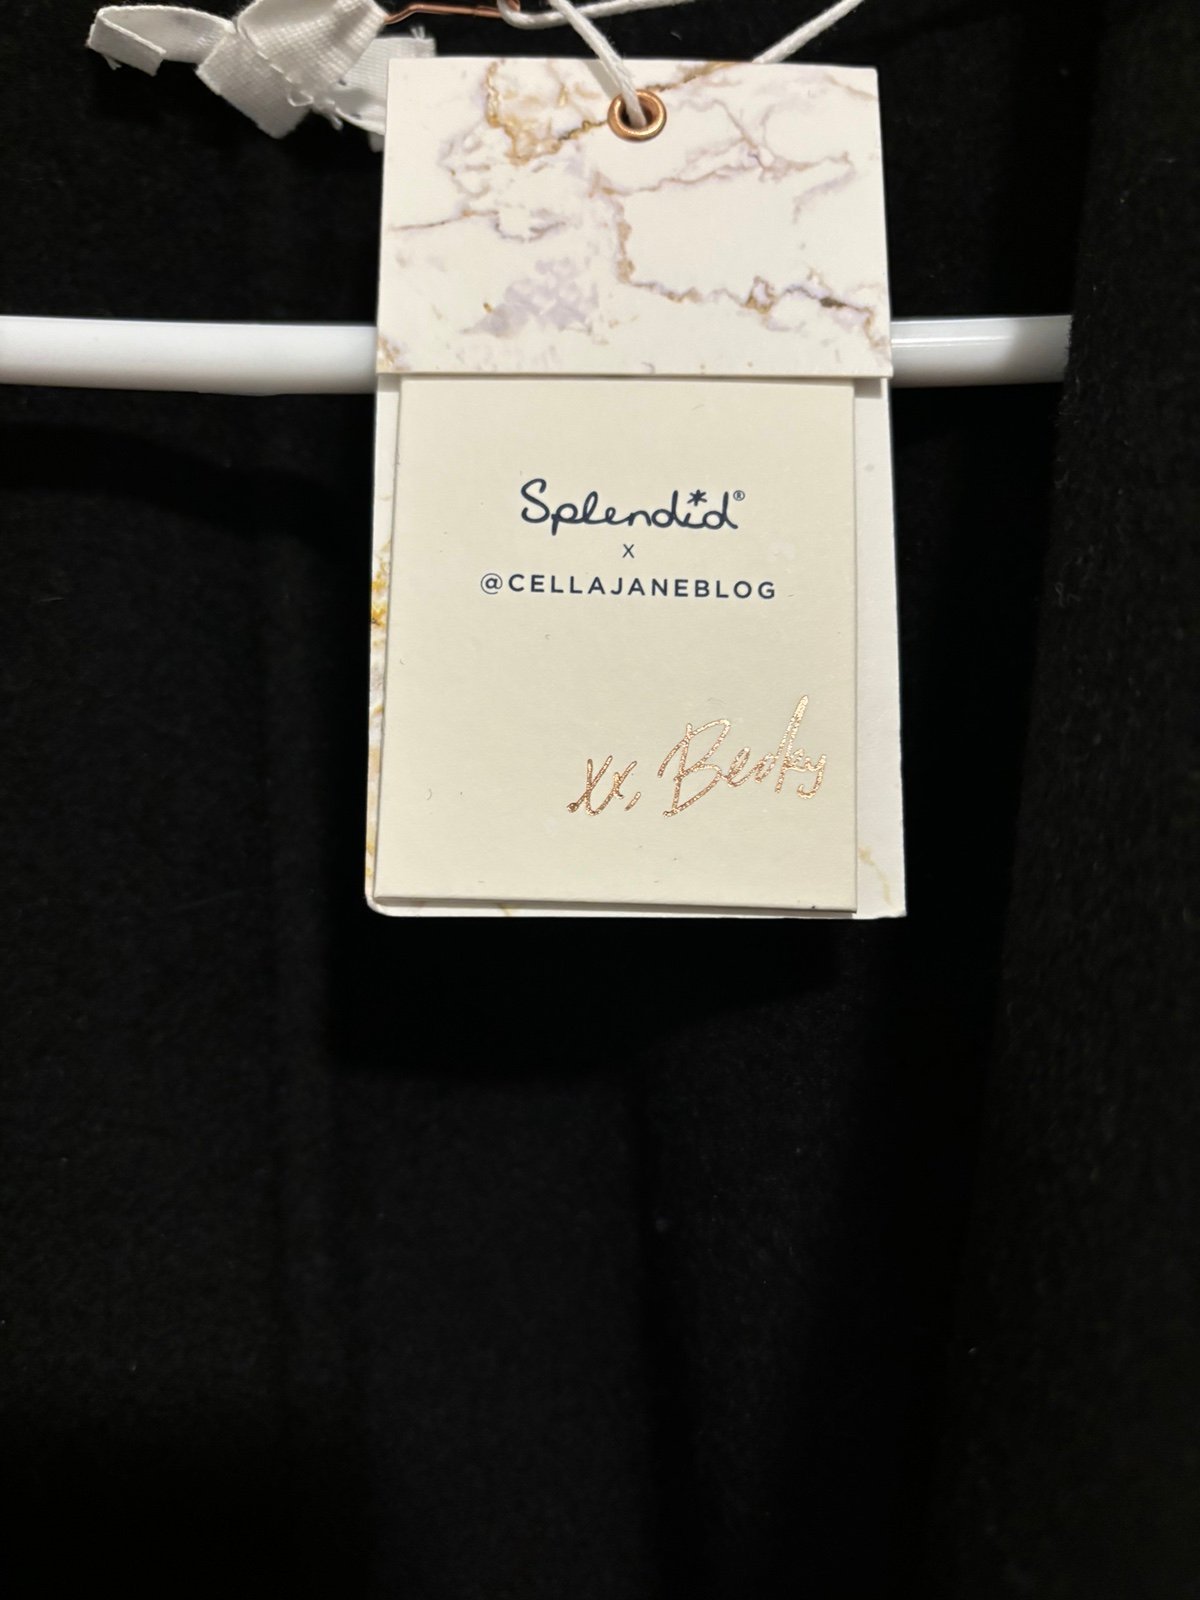 Splendid®
X
@CELLAJANEBLOG
xx, Becky